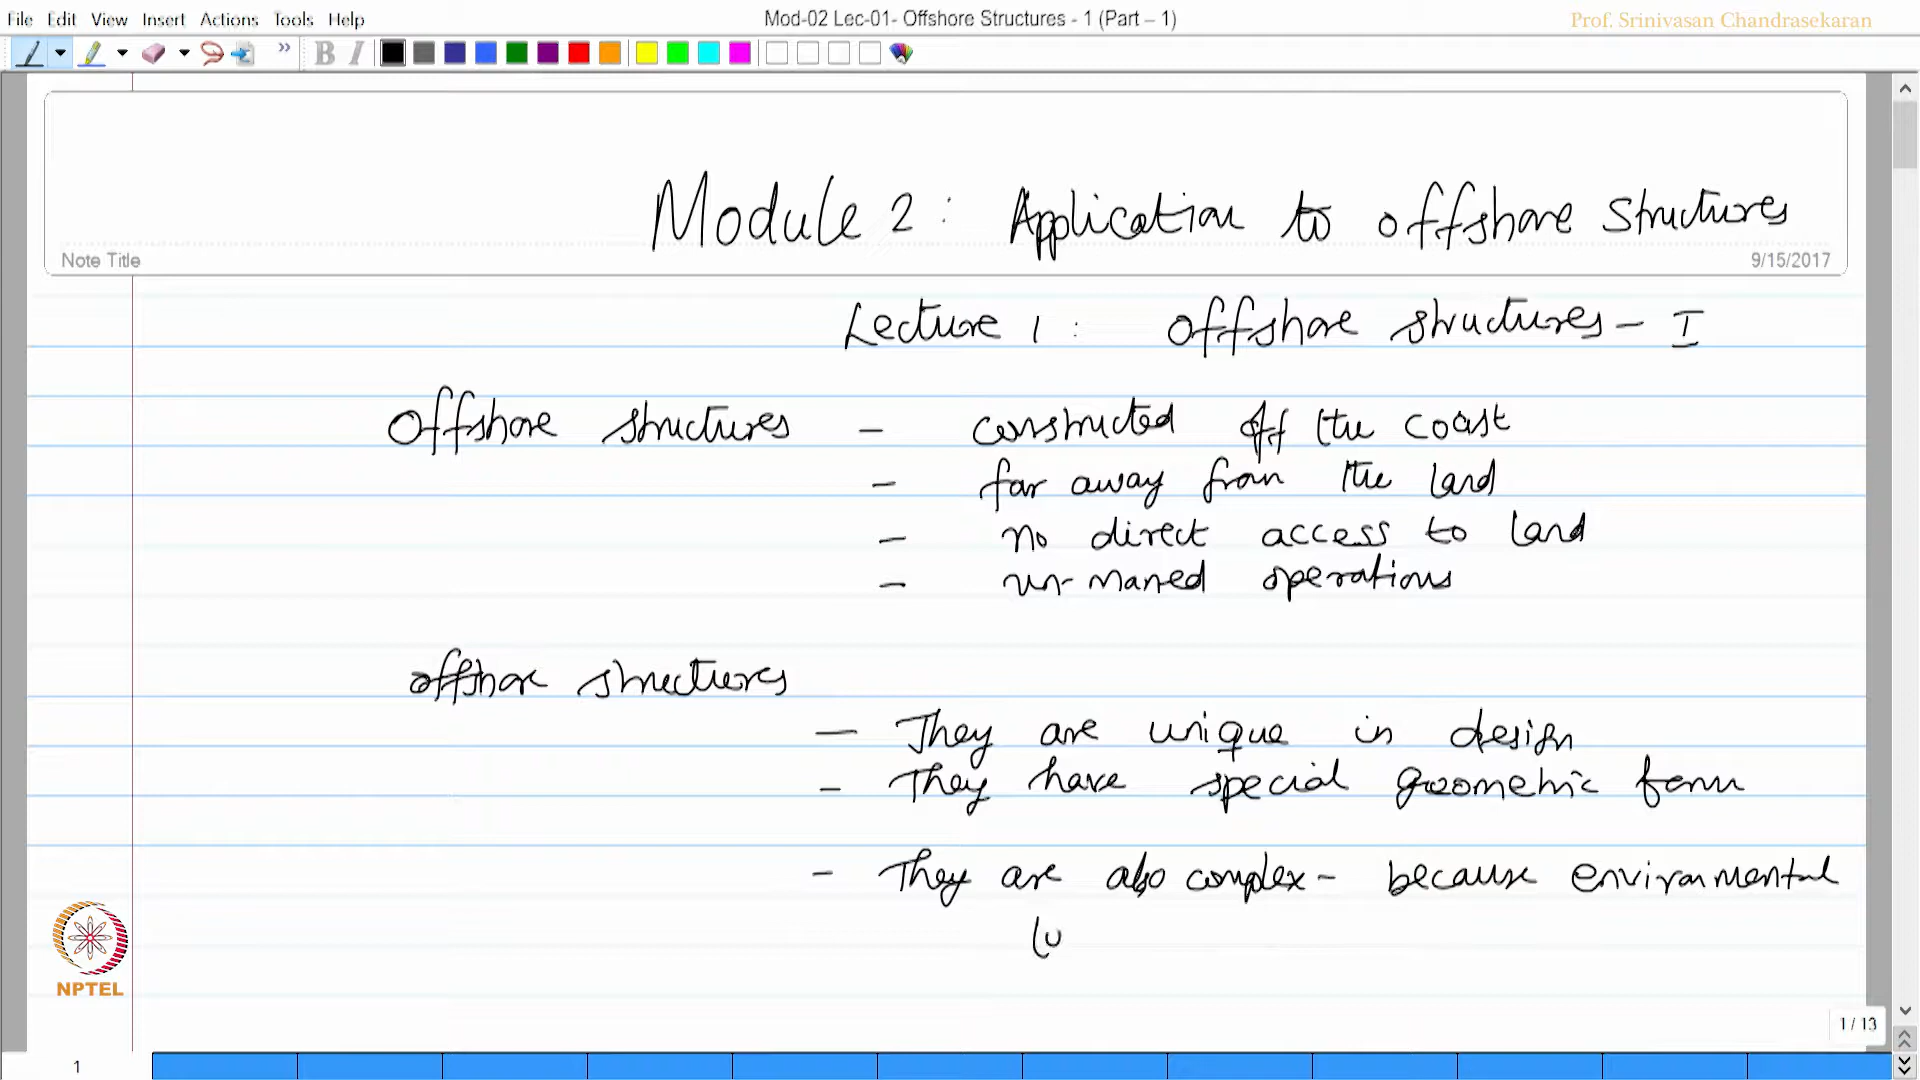 File Edit View Insert Actions Tools Help
Mod-02 Lec-01- Offshore Structures - 1 (Part – 1)
Prof. Srinivasan Chandrasekaran
B I
Module 2: Application to offshore structures
Note Title
9/15/2017
Lecture 1: Offshore structures - I
Offshore structures - constructed off the coast
- far away from the land
- no direct access to land
- un-manned operations
offshore structures
- They are unique in design
- They have special geometric form
- They are also complex - because environmental
NPTEL
1 / 13
1